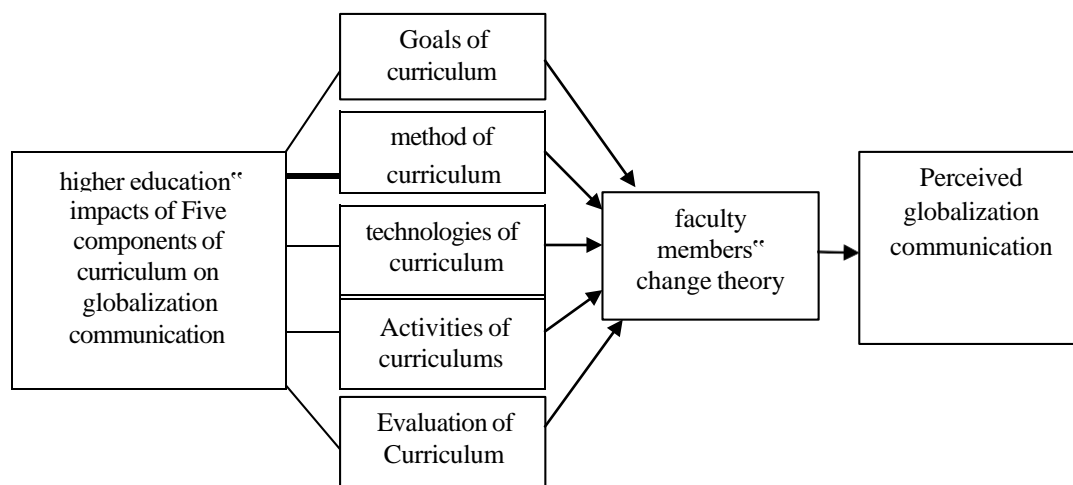 higher education‟
impacts of Five
components of
curriculum on
globalization
communication
Goals of
curriculum
method of
curriculum
technologies of
curriculum
Activities of
curriculums
Evaluation of
Curriculum
faculty
members‟
change theory
Perceived
globalization
communication